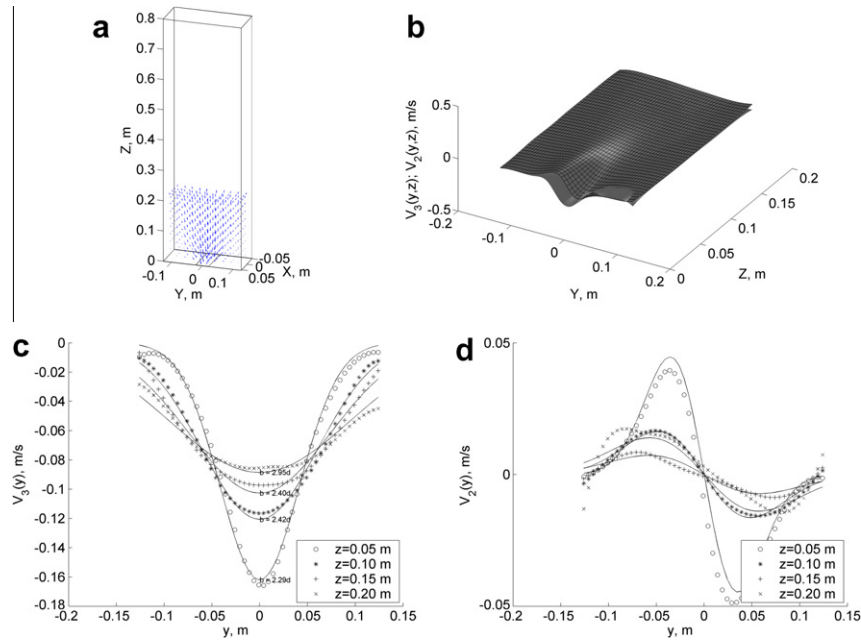 a
0.8
0.7
0.6
0.5
0.4
0.3
0.2
0.1
0
Z, m
-0.1
0
0.1
Y, m
-0.05
0
0.05
X, m
b
0.5
0
-0.5
V3(y,z); V2(y,z), m/s
-0.2
-0.1
0
0.1
0.2
Y, m
0
0.05
0.1
0.15
0.2
Z, m
c
0
-0.02
-0.04
-0.06
-0.08
-0.1
-0.12
-0.14
-0.16
-0.18
V3(y), m/s
b = 2.95d
b = 2.40d
b = 2.42d
b = 2.29d
z=0.05 m
z=0.10 m
z=0.15 m
z=0.20 m
-0.15
-0.1
-0.05
0
0.05
0.1
0.15
y, m
d
0.05
0
-0.05
V2(y), m/s
z=0.05 m
z=0.10 m
z=0.15 m
z=0.20 m
-0.15
-0.1
-0.05
0
0.05
0.1
0.15
y, m